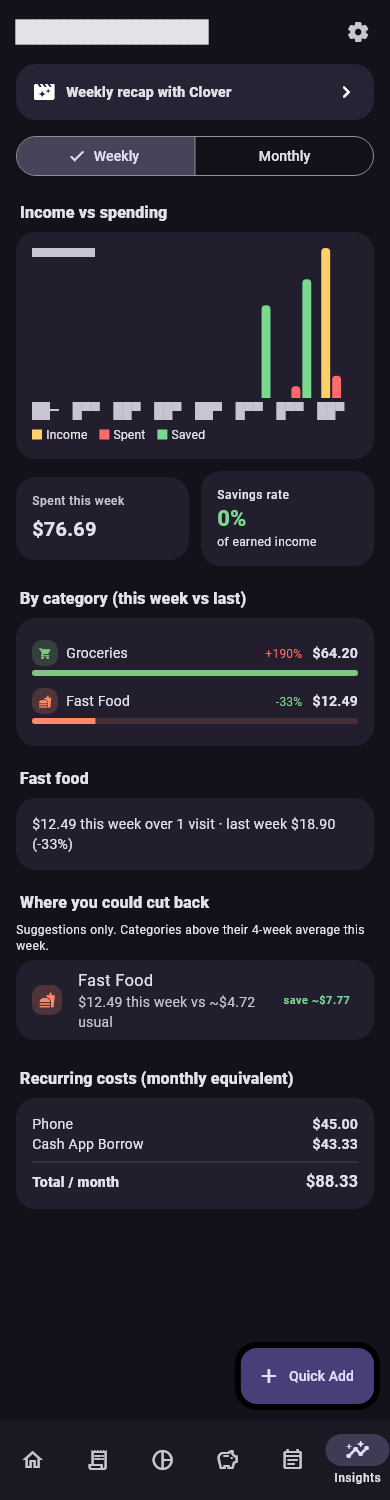 Weekly recap with Clover
Weekly
Monthly
Income vs spending
Income
Spent
Saved
Spent this week
$76.69
Savings rate
0%
of earned income
By category (this week vs last)
Groceries
+190%
$64.20
Fast Food
-33%
$12.49
Fast food
$12.49 this week over 1 visit · last week $18.90
(-33%)
Where you could cut back
Suggestions only. Categories above their 4-week average this
week.
Fast Food
$12.49 this week vs ~$4.72
usual
save ~$7.77
Recurring costs (monthly equivalent)
Phone
$45.00
Cash App Borrow
$43.33
Total / month
$88.33
Quick Add
Insights